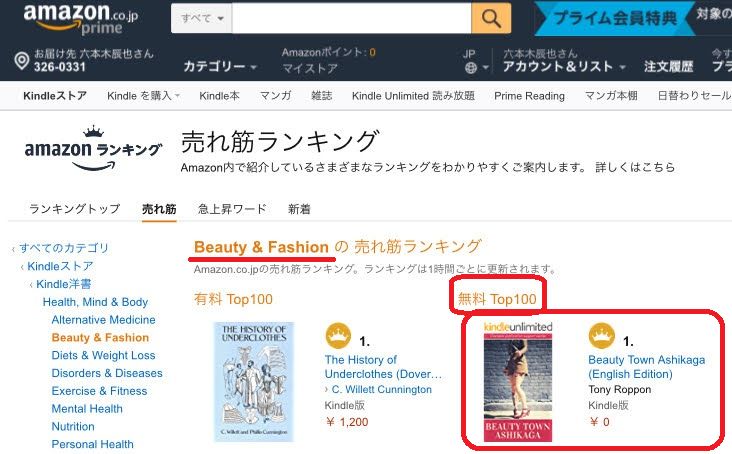 amazon.co.jp
prime
すべて
プライム会員特典
対象の
お届け先 六本木辰也さん
326-0331
カテゴリー
Amazonポイント: 0
マイストア
JP
六本木辰也さん
アカウント＆リスト
注文履歴
今す
プラ
Kindleストア
Kindle を購入
Kindle本
マンガ
雑誌
Kindle Unlimited 読み放題
Prime Reading
マンガ本棚
日替わりセール
amazon ランキング
売れ筋ランキング
Amazon内で紹介しているさまざまなランキングをわかりやすくご案内します。 詳しくはこちら
ランキングトップ
売れ筋
急上昇ワード
新着
‹ すべてのカテゴリ
‹ Kindleストア
‹ Kindle洋書
Health, Mind & Body
Alternative Medicine
Beauty & Fashion
Diets & Weight Loss
Disorders & Diseases
Exercise & Fitness
Mental Health
Nutrition
Personal Health
Beauty & Fashion の 売れ筋ランキング
Amazon.co.jpの売れ筋ランキング。ランキングは1時間ごとに更新されます。
有料 Top100
THE HISTORY OF
UNDERCLOTHES
C. Willett and Phillis Cunnington
1.
The History of
Underclothes (Dover…
› C. Willett Cunnington
Kindle版
￥ 1,200
無料 Top100
kindleunlimited
BEAUTY TOWN
ASHIKAGA
1.
Beauty Town Ashikaga
(English Edition)
Tony Roppon
Kindle版
￥ 0